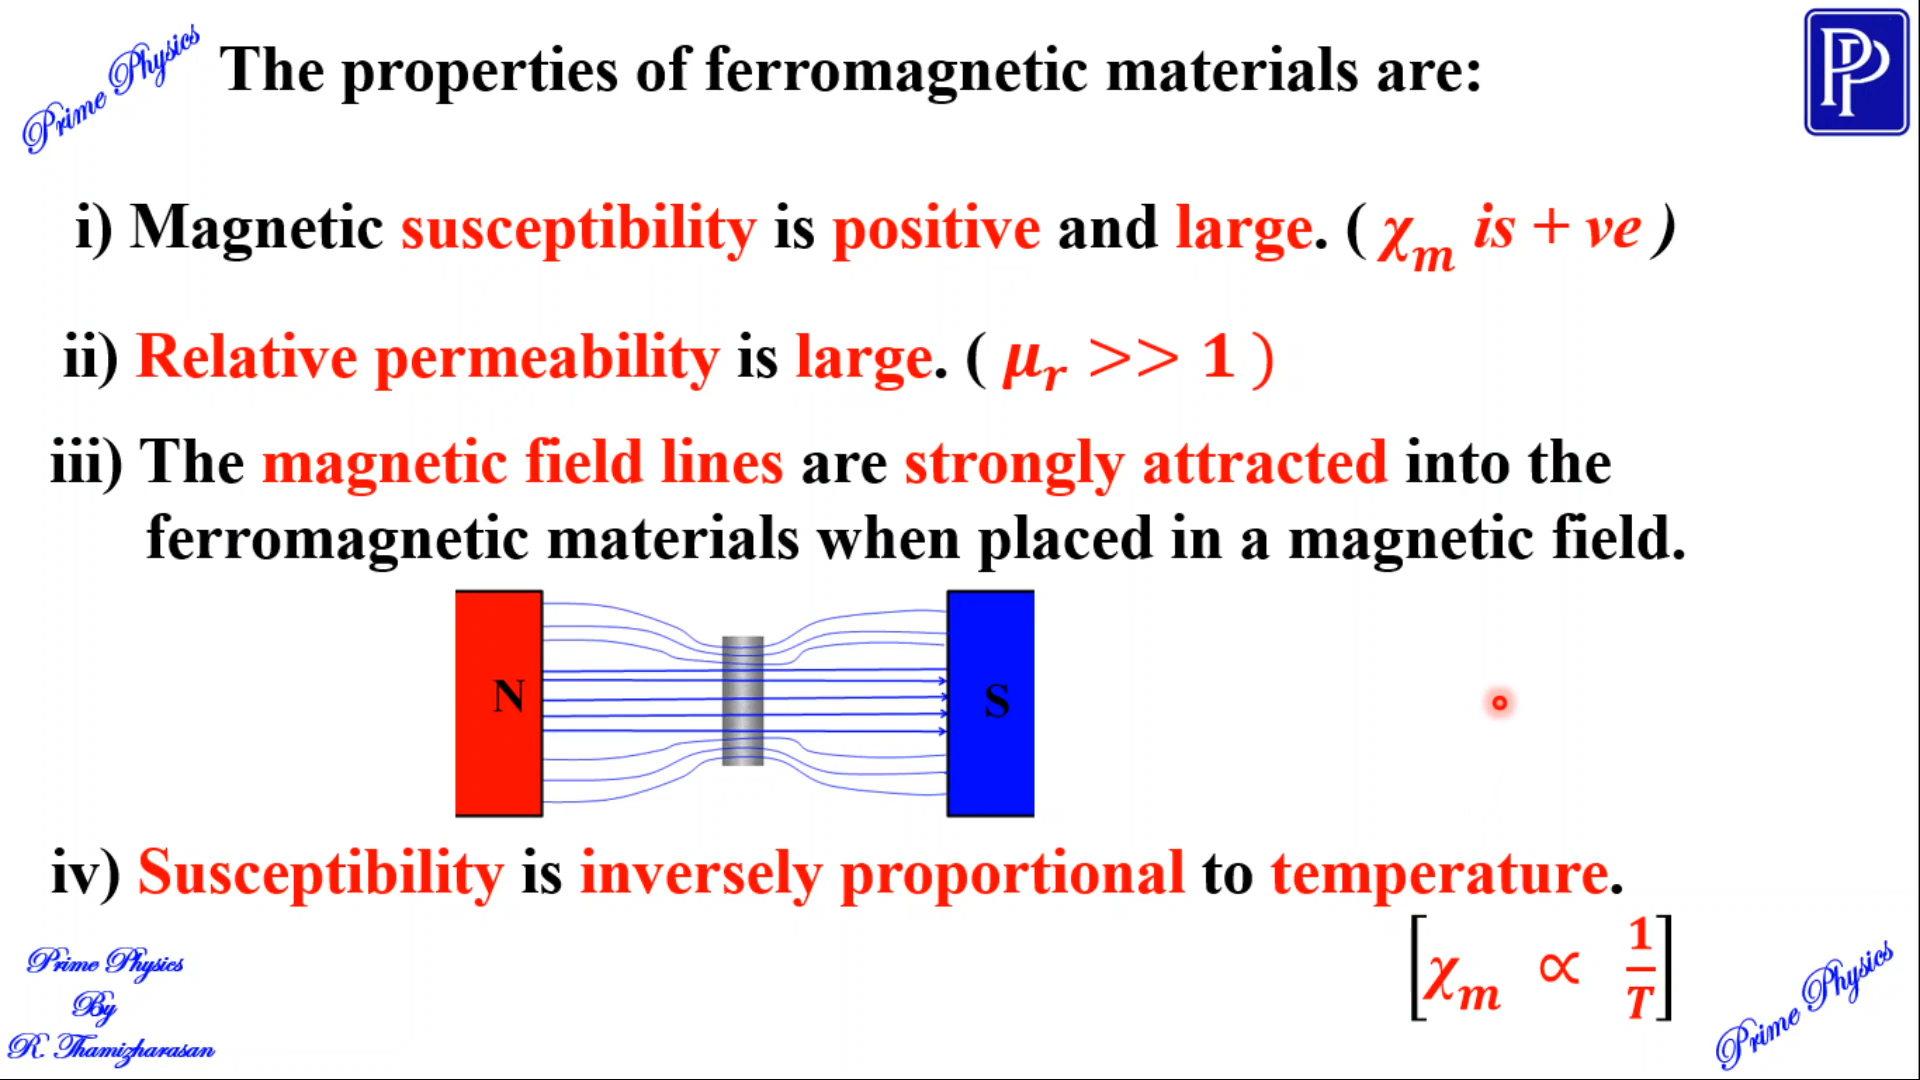 Prime Physics
The properties of ferromagnetic materials are:
PP
i) Magnetic susceptibility is positive and large. ( χₘ is + ve )
ii) Relative permeability is large. ( μᵣ >> 1 )
iii) The magnetic field lines are strongly attracted into the
ferromagnetic materials when placed in a magnetic field.
N
S
iv) Susceptibility is inversely proportional to temperature.
[χₘ ∝ 1/T]
Prime Physics
By
R. Thamizharasan
Prime Physics